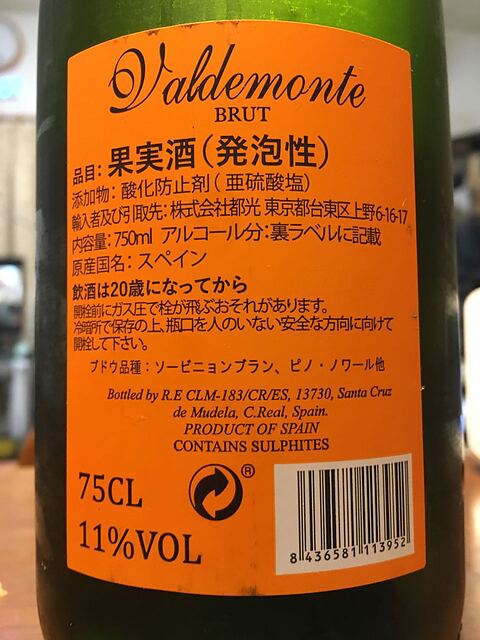 Valdemonte
BRUT
品目：果実酒（発泡性）
添加物：酸化防止剤（亜硫酸塩）
輸入者及び引取先：株式会社都光 東京都台東区上野6-16-17
内容量：750ml アルコール分：裏ラベルに記載
原産国名：スペイン
飲酒は20歳になってから
開栓前にガス圧で栓が飛ぶおそれがあります。
冷暗所で保存の上、瓶口を人のいない安全な方向に向けて
開栓して下さい。
ブドウ品種：ソービニョンブラン、ピノ・ノワール他
Bottled by R.E CLM-183/CR/ES, 13730, Santa Cruz
de Mudela, C.Real, Spain.
PRODUCT OF SPAIN
CONTAINS SULPHITES
75CL
®
11%VOL
8 436581 113952